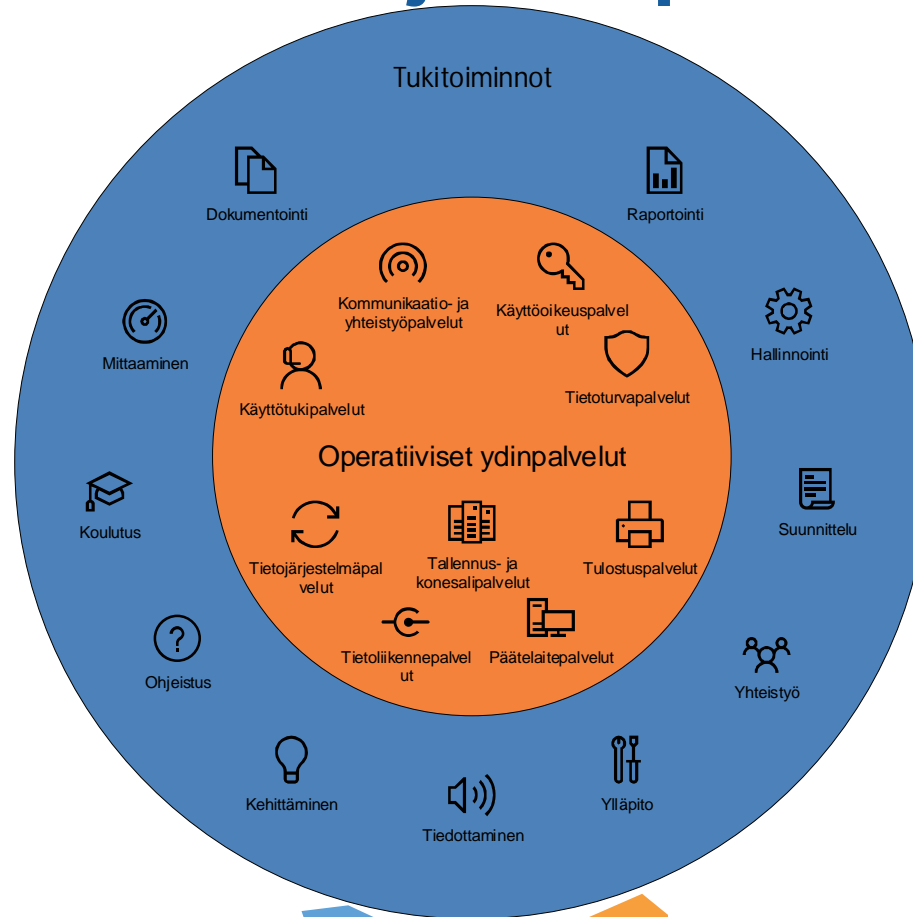 Tukitoiminnot
Dokumentointi
Raportointi
Kommunikaatio- ja
yhteistyöpalvelut
Käyttöoikeuspalvel
ut
Hallinnointi
Mittaaminen
Käyttötukipalvelut
Tietoturvapalvelut
Operatiiviset ydinpalvelut
Koulutus
Suunnittelu
Tietojärjestelmäpal
velut
Tallennus- ja
konesalipalvelut
Tulostuspalvelut
Tietoliikennepalvel
ut
Päätelaitepalvelut
Ohjeistus
Yhteistyö
Kehittäminen
Tiedottaminen
Ylläpito